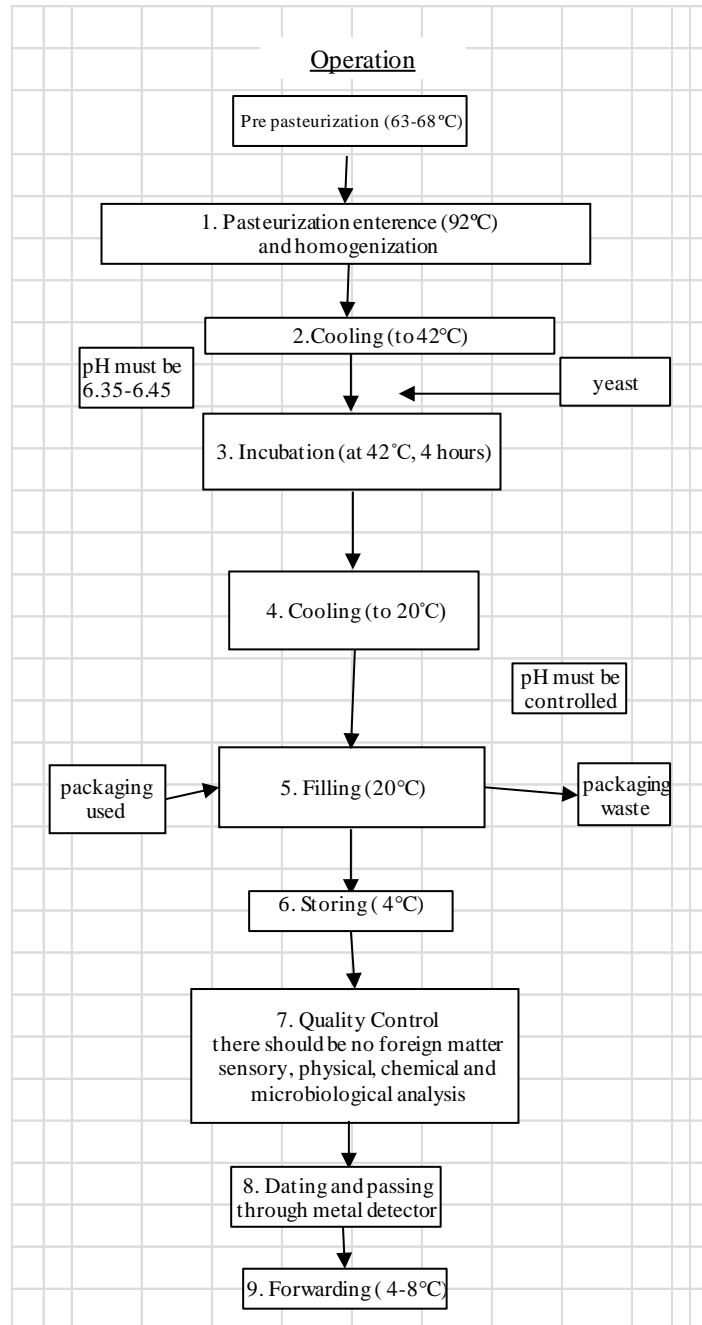 Operation
Pre pasteurization (63-68°C)
1. Pasteurization enterence (92°C)
and homogenization
2.Cooling (to 42°C)
pH must be
6.35-6.45
yeast
3. Incubation (at 42°C, 4 hours)
4. Cooling (to 20°C)
pH must be
controlled
packaging
used
5. Filling (20°C)
packaging
waste
6. Storing ( 4°C)
7. Quality Control
there should be no foreign matter
sensory, physical, chemical and
microbiological analysis
8. Dating and passing
through metal detector
9. Forwarding ( 4-8°C)